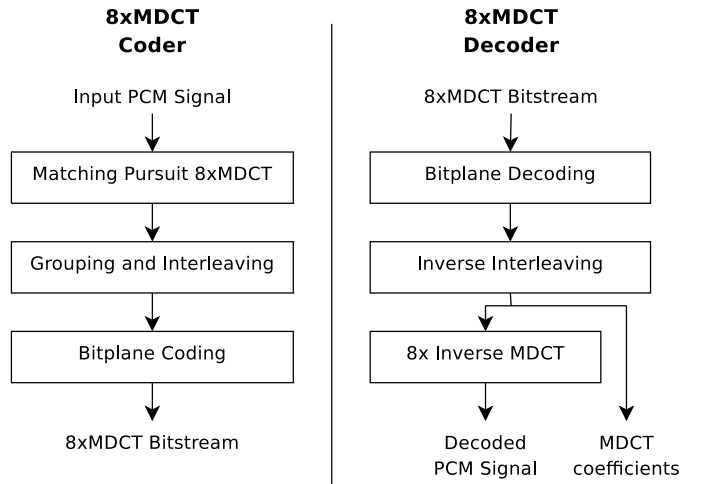 8xMDCT
Coder
Input PCM Signal
Matching Pursuit 8xMDCT
Grouping and Interleaving
Bitplane Coding
8xMDCT Bitstream
8xMDCT
Decoder
8xMDCT Bitstream
Bitplane Decoding
Inverse Interleaving
8x Inverse MDCT
Decoded
PCM Signal
MDCT
coefficients